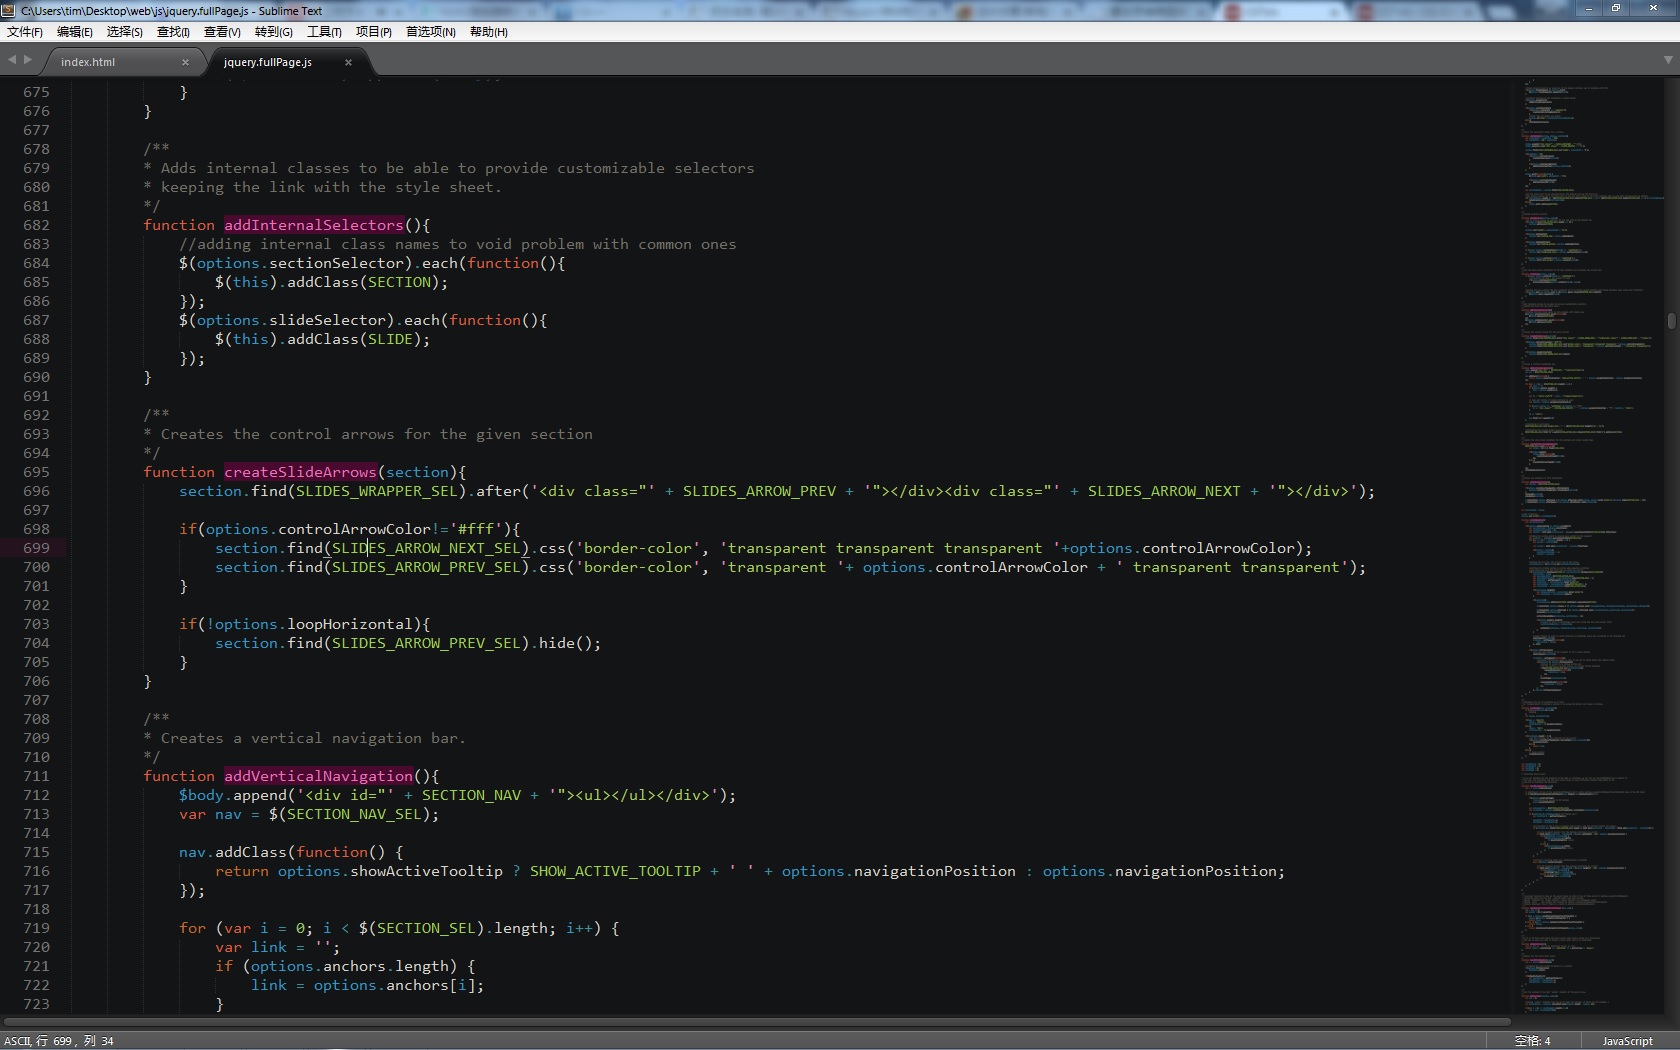 C:\Users\tim\Desktop\web\js\jquery.fullPage.js - Sublime Text
文件(F) 编辑(E) 选择(S) 查找(I) 查看(V) 转到(G) 工具(T) 项目(P) 首选项(N) 帮助(H)
index.html × jquery.fullPage.js ×
675 }
676 }
677
678 /**
679 * Adds internal classes to be able to provide customizable selectors
680 * keeping the link with the style sheet.
681 */
682 function addInternalSelectors(){
683 //adding internal class names to void problem with common ones
684 $(options.sectionSelector).each(function(){
685 $(this).addClass(SECTION);
686 });
687 $(options.slideSelector).each(function(){
688 $(this).addClass(SLIDE);
689 });
690 }
691
692 /**
693 * Creates the control arrows for the given section
694 */
695 function createSlideArrows(section){
696 section.find(SLIDES_WRAPPER_SEL).after('<div class="' + SLIDES_ARROW_PREV + '"></div><div class="' + SLIDES_ARROW_NEXT + '"></div>');
697
698 if(options.controlArrowColor!='#fff'){
699 section.find(SLIDES_ARROW_NEXT_SEL).css('border-color', 'transparent transparent transparent '+options.controlArrowColor);
700 section.find(SLIDES_ARROW_PREV_SEL).css('border-color', 'transparent '+ options.controlArrowColor + ' transparent transparent');
701 }
702
703 if(!options.loopHorizontal){
704 section.find(SLIDES_ARROW_PREV_SEL).hide();
705 }
706 }
707
708 /**
709 * Creates a vertical navigation bar.
710 */
711 function addVerticalNavigation(){
712 $body.append('<div id="' + SECTION_NAV + '"><ul></ul></div>');
713 var nav = $(SECTION_NAV_SEL);
714
715 nav.addClass(function() {
716 return options.showActiveTooltip ? SHOW_ACTIVE_TOOLTIP + ' ' + options.navigationPosition : options.navigationPosition;
717 });
718
719 for (var i = 0; i < $(SECTION_SEL).length; i++) {
720 var link = '';
721 if (options.anchors.length) {
722 link = options.anchors[i];
723 }
ASCII, 行 699 , 列 34 空格: 4 JavaScript